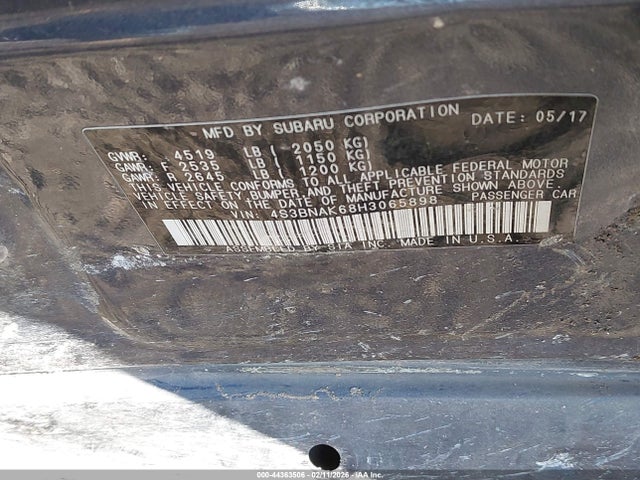 MFD BY SUBARU CORPORATION DATE: 05/17
GVWR: 4519 LB ( 2050 KG)
GAWR: F 2535 LB ( 1150 KG)
GAWR: R 2645 LB ( 1200 KG)
THIS VEHICLE CONFORMS TO ALL APPLICABLE FEDERAL MOTOR
VEHICLE SAFETY, BUMPER, AND THEFT PREVENTION STANDARDS
IN EFFECT ON THE DATE OF MANUFACTURE SHOWN ABOVE.
VIN: 4S3BNAK68H3065898 PASSENGER CAR
ASSEMBLED BY SIA INC. MADE IN U.S.A.
000-44363506 - 02/11/2026 - IAA Inc.